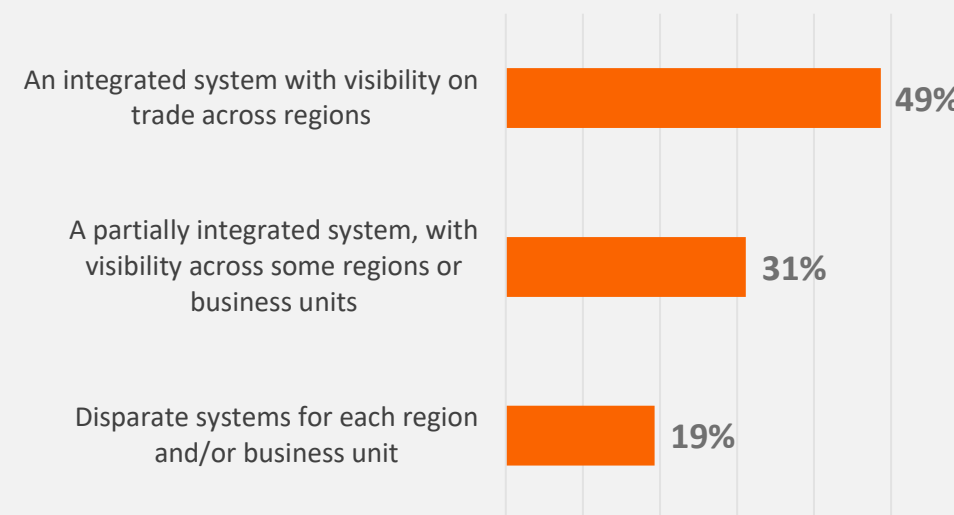 An integrated system with visibility on
trade across regions
49%
A partially integrated system, with
visibility across some regions or
business units
31%
Disparate systems for each region
and/or business unit
19%